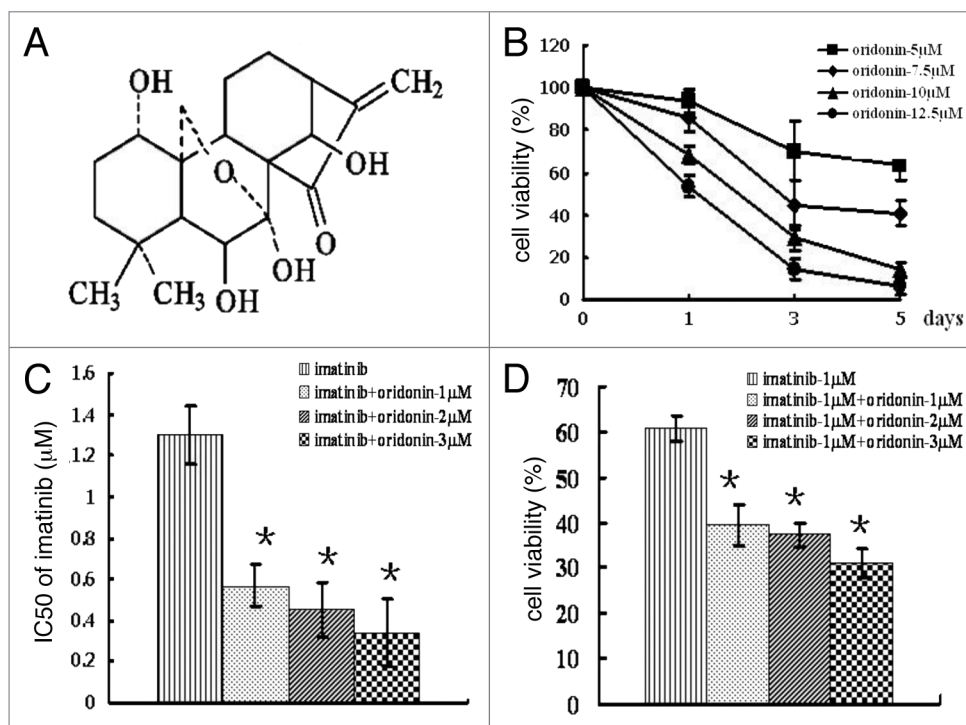 A
OH
CH₂
O
OH
O
OH
CH₃
CH₃
OH
B
cell viability (%)
120
100
80
60
40
20
0
0
1
3
5
days
oridonin-5μM
oridonin-7.5μM
oridonin-10μM
oridonin-12.5μM
C
IC50 of imatinib (μM)
1.6
1.4
1.2
1
0.8
0.6
0.4
0.2
0
imatinib
imatinib+oridonin-1μM
imatinib+oridonin-2μM
imatinib+oridonin-3μM
*
*
*
D
cell viability (%)
70
60
50
40
30
20
10
0
imatinib-1μM
imatinib-1μM+oridonin-1μM
imatinib-1μM+oridonin-2μM
imatinib-1μM+oridonin-3μM
*
*
*